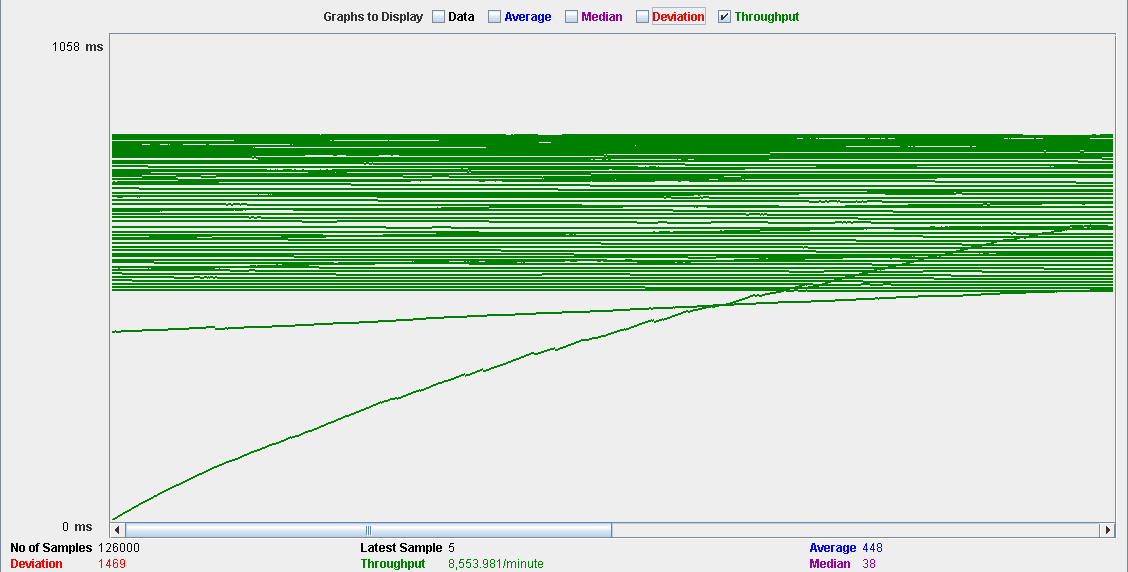 Graphs to Display Data Average Median Deviation Throughput
1058 ms
0 ms
No of Samples 126000 Latest Sample 5 Average 448
Deviation 1469 Throughput 8,553.981/minute Median 38